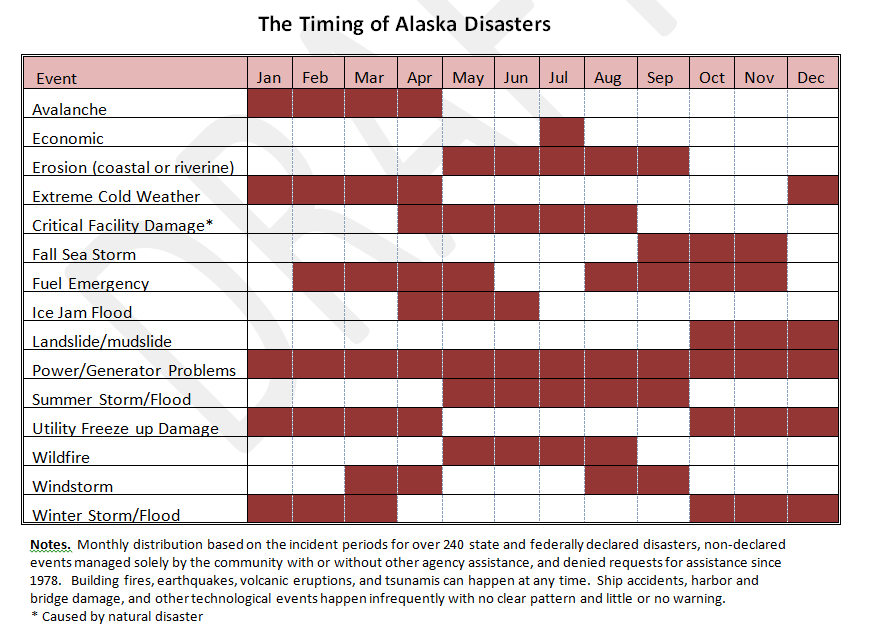 The Timing of Alaska Disasters
Event Jan Feb Mar Apr May Jun Jul Aug Sep Oct Nov Dec
Avalanche
Economic
Erosion (coastal or riverine)
Extreme Cold Weather
Critical Facility Damage*
Fall Sea Storm
Fuel Emergency
Ice Jam Flood
Landslide/mudslide
Power/Generator Problems
Summer Storm/Flood
Utility Freeze up Damage
Wildfire
Windstorm
Winter Storm/Flood
Notes. Monthly distribution based on the incident periods for over 240 state and federally declared disasters, non-declared
events managed solely by the community with or without other agency assistance, and denied requests for assistance since
1978. Building fires, earthquakes, volcanic eruptions, and tsunamis can happen at any time. Ship accidents, harbor and
bridge damage, and other technological events happen infrequently with no clear pattern and little or no warning.
* Caused by natural disaster
DRAFT